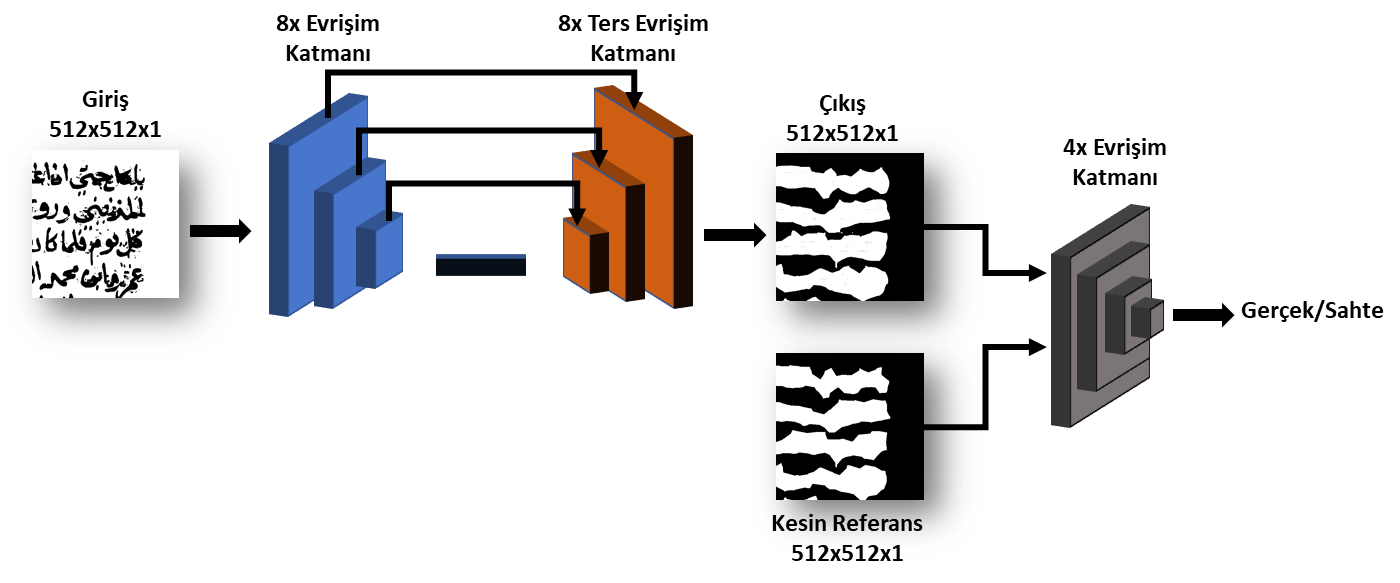 8x Evrişim
Katmanı
8x Ters Evrişim
Katmanı
Giriş
512x512x1
Çıkış
512x512x1
4x Evrişim
Katmanı
Gerçek/Sahte
Kesin Referans
512x512x1